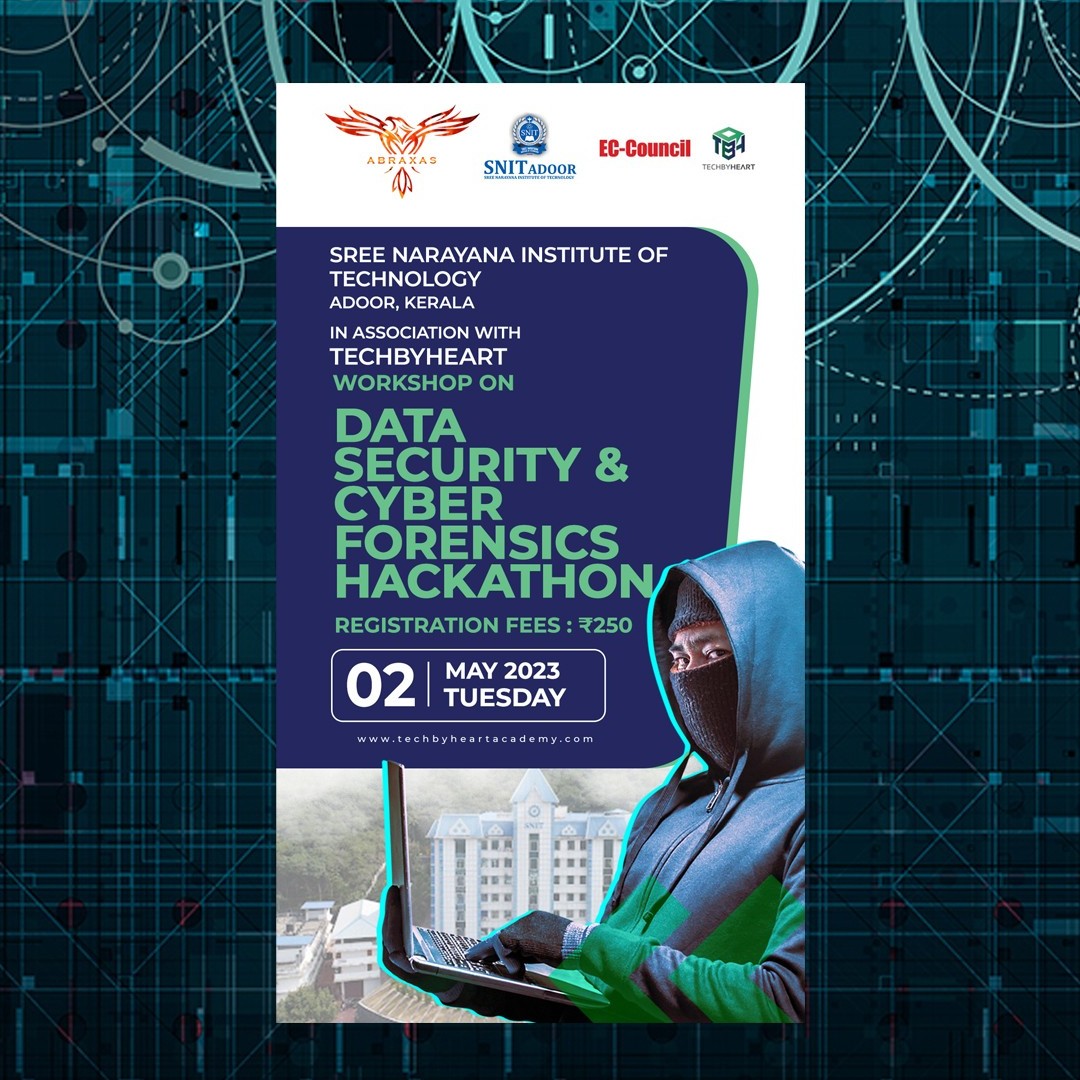 ABRAXAS
SNIT
SNIT ADOOR
SREE NARAYANA INSTITUTE OF TECHNOLOGY
EC-Council
TBH
TECHBYHEART
SREE NARAYANA INSTITUTE OF
TECHNOLOGY
ADOOR, KERALA
IN ASSOCIATION WITH
TECHBYHEART
WORKSHOP ON
DATA
SECURITY &
CYBER
FORENSICS
HACKATHON
REGISTRATION FEES : ₹250
02
MAY 2023
TUESDAY
www.techbyheartacademy.com
SNIT